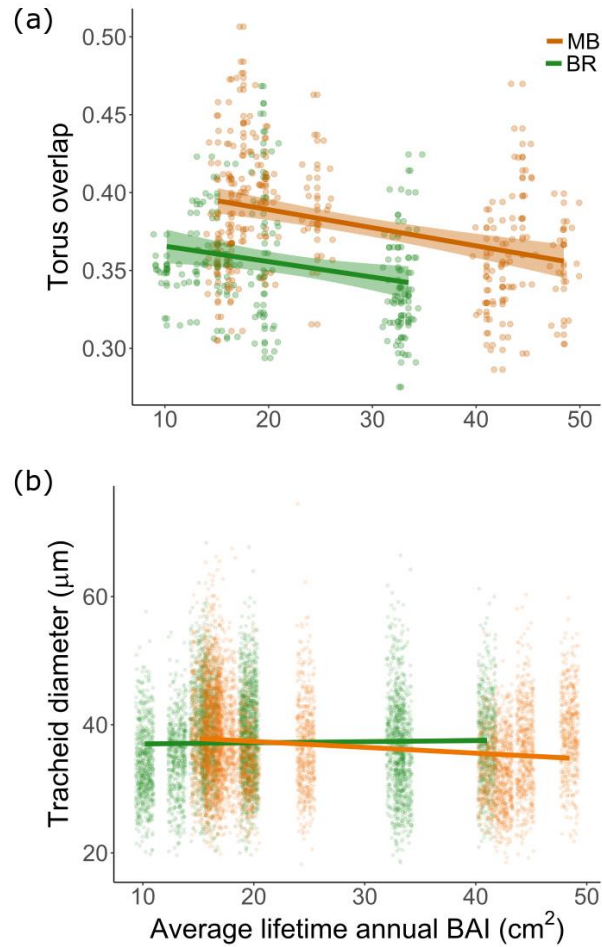 (a)
MB
BR
Torus overlap
0.50
0.45
0.40
0.35
0.30
10 20 30 40 50
(b)
Tracheid diameter (μm)
60
40
20
10 20 30 40 50
Average lifetime annual BAI (cm²)